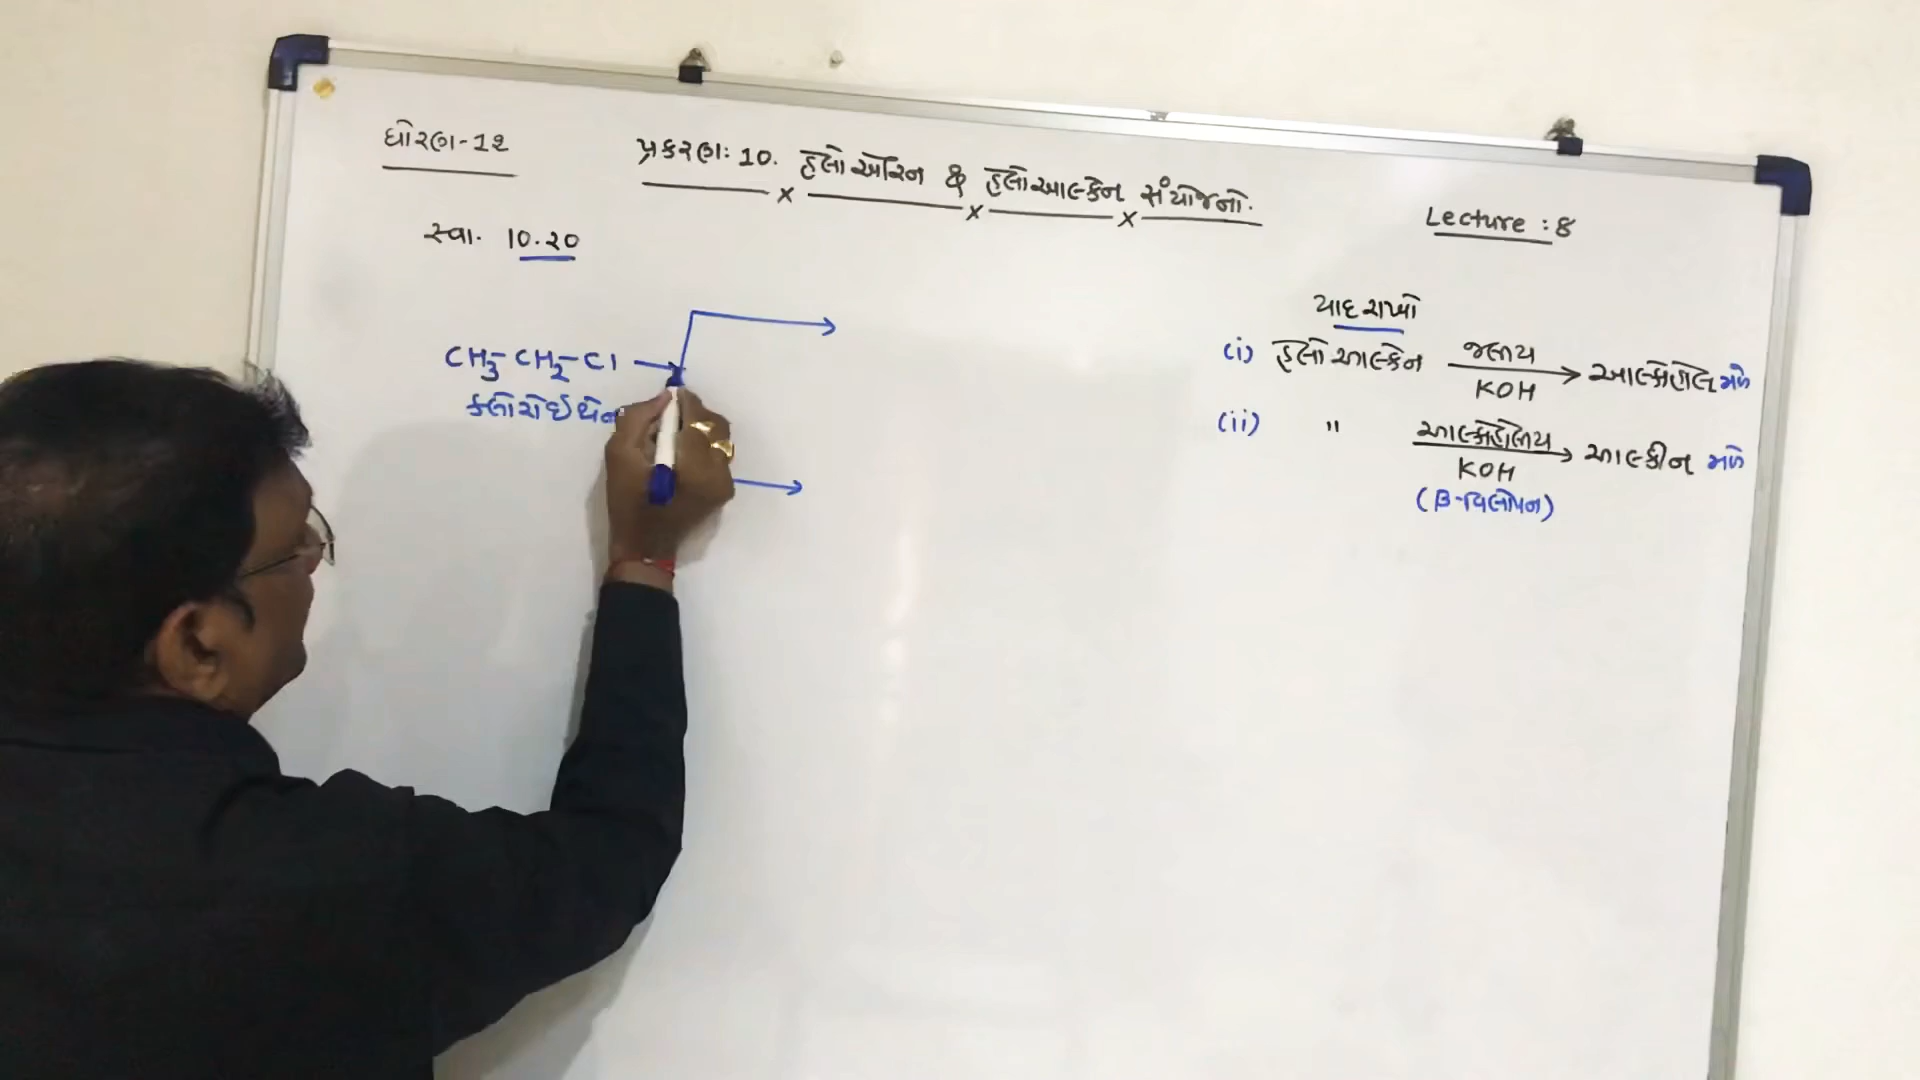 ધોરણ-૧૨
પ્રકરણ: 10. હેલોએરિન & હેલોઆલ્કેન સંયોજનો.
Lecture : 8
સ્વા. 10.20
CH3-CH2-Cl
ક્લોરોઈથેન
યાદ રાખો
(i) હેલોઆલ્કેન જલીય KOH આલ્કોહોલ મળે
(ii) " આલ્કોહોલીય KOH આલ્કીન મળે
(β-વિલોપન)